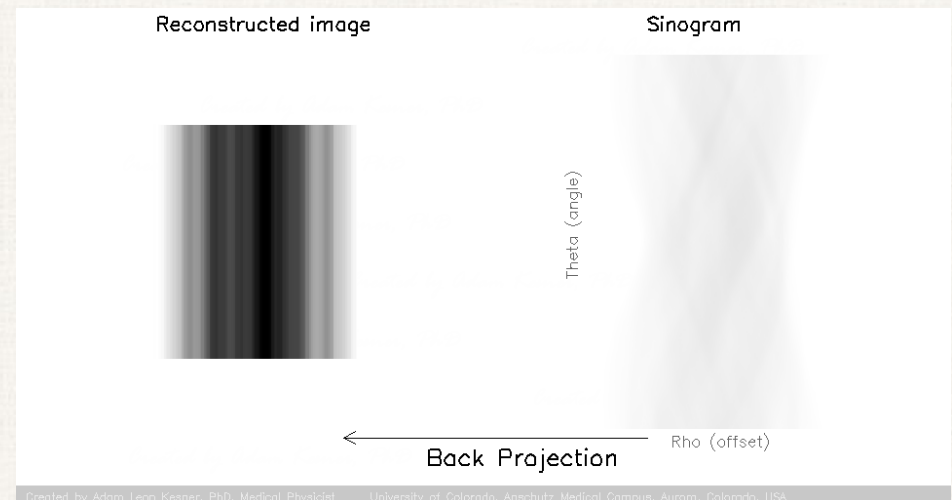 Reconstructed image
Sinogram
Theta (angle)
Rho (offset)
Back Projection
Created by Adam Leon Kesner, PhD, Medical Physicist
University of Colorado, Anschutz Medical Campus, Aurora, Colorado, USA